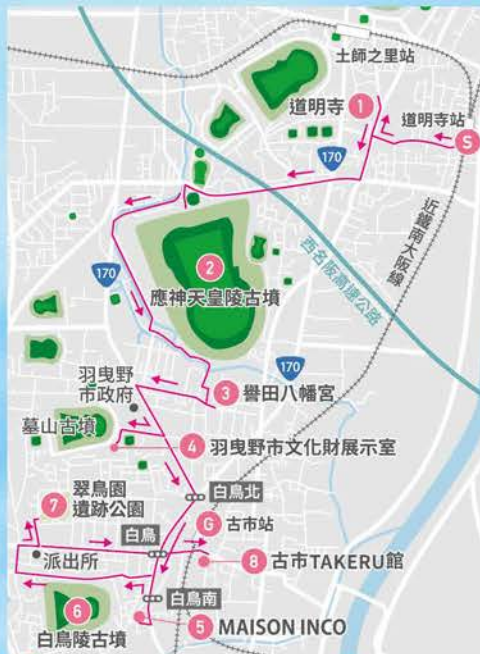 土師之里站
道明寺 1
道明寺站
S
170
近鐵南大阪線
西名阪高速公路
2
應神天皇陵古墳
170
170
羽曳野
市政府
3 譽田八幡宮
墓山古墳
4 羽曳野市文化財展示室
白鳥北
7 翠鳥園
遺跡公園
G 古市站
白鳥
派出所
8 古市TAKERU館
白鳥南
6
白鳥陵古墳
5 MAISON INCO